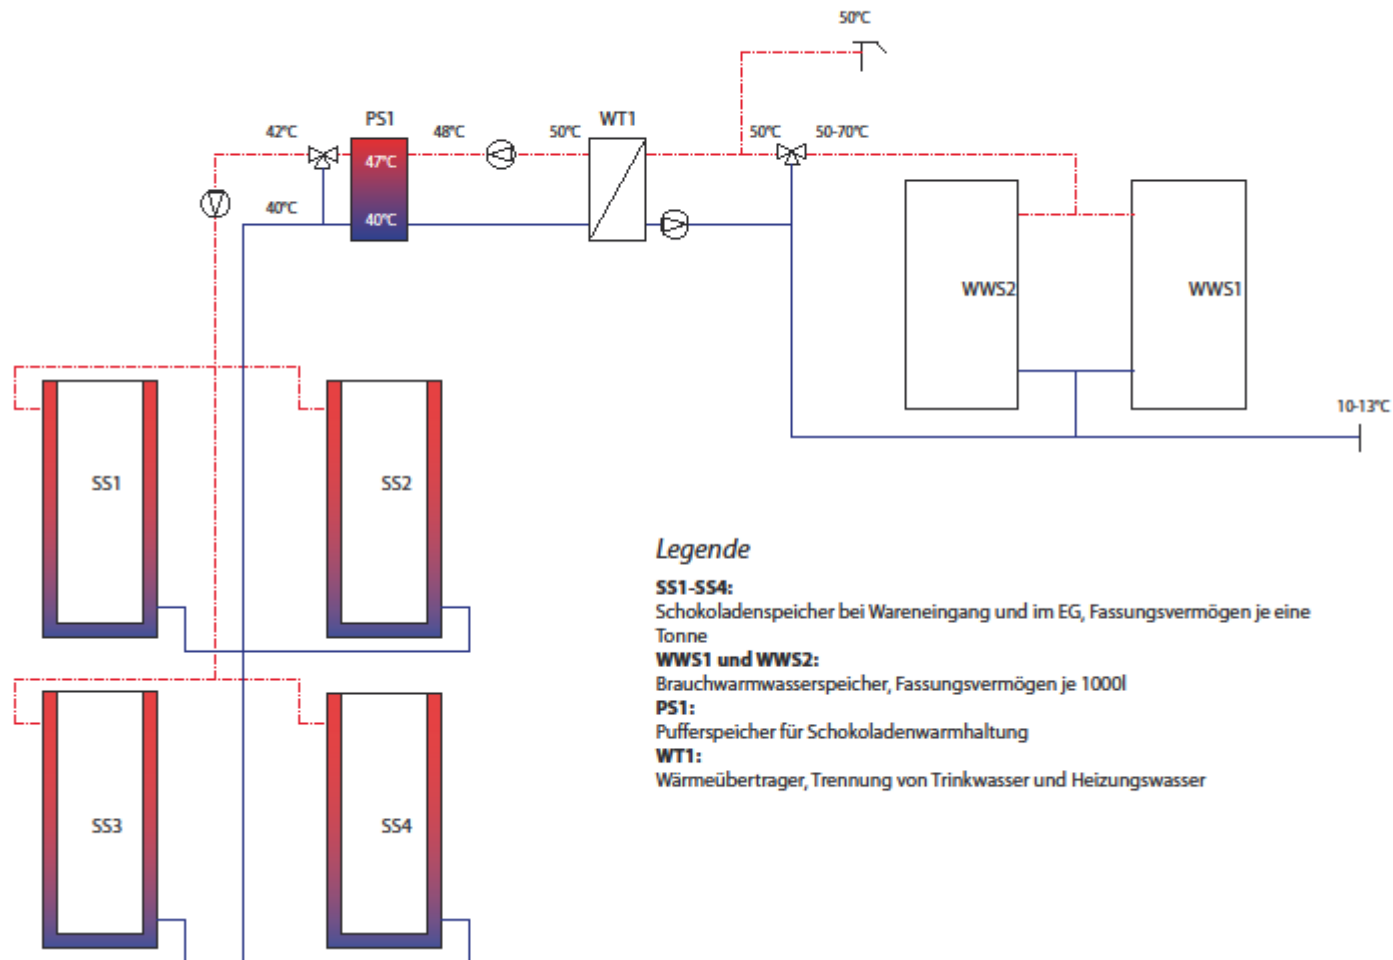 50°C
PS1
WT1
42°C
48°C
50°C
50°C
50-70°C
47°C
40°C
40°C
WWS2
WWS1
10-13°C
SS1
SS2
Legende
SS1-SS4:
Schokoladenspeicher bei Wareneingang und im EG, Fassungsvermögen je eine
Tonne
WWS1 und WWS2:
Brauchwarmwasserspeicher, Fassungsvermögen je 1000l
PS1:
Pufferspeicher für Schokoladenwarmhaltung
WT1:
Wärmeübertrager, Trennung von Trinkwasser und Heizungswasser
SS3
SS4